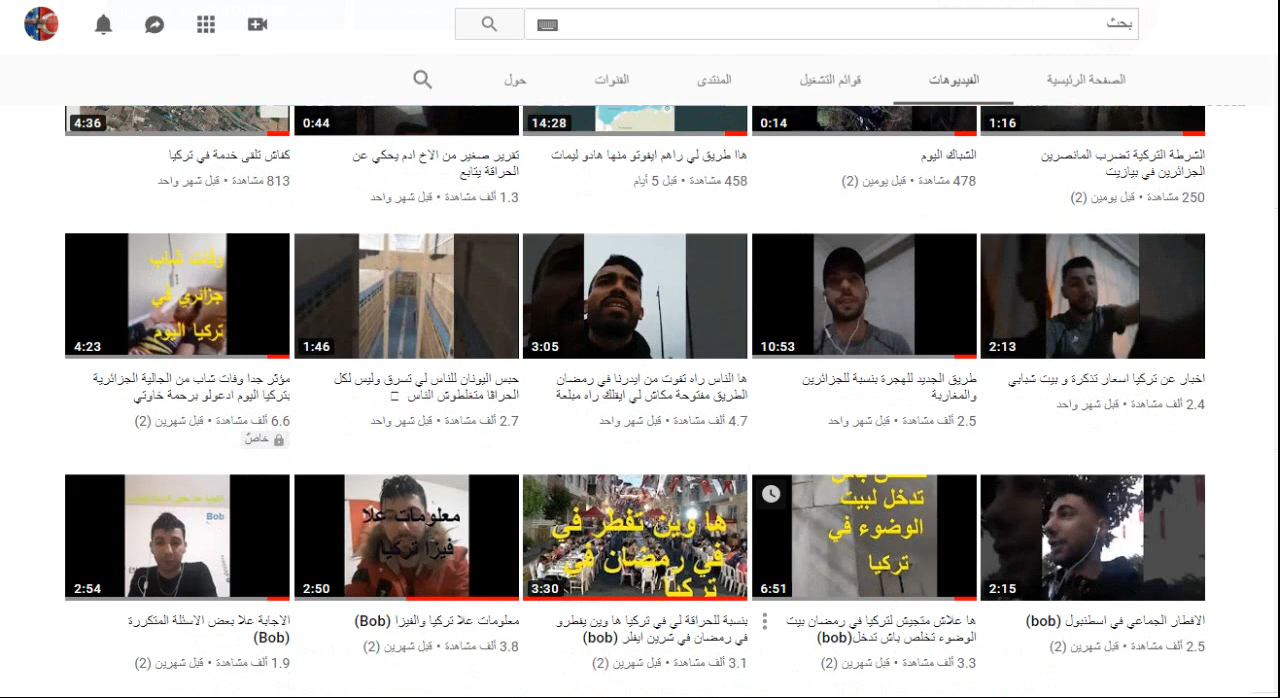 بحث
الصفحة الرئيسية
الفيديوهات
قوائم التشغيل
المنتدى
القنوات
حول
1:16
0:14
14:28
0:44
4:36
الشرطة التركية تضرب المانصرين
الجزائرين في بيازيت
250 مشاهدة • قبل يومين (2)
الشباك اليوم
478 مشاهدة • قبل يومين (2)
هاا طريق لي راهم ايفوتو منها هادو ليمات
458 مشاهدة • قبل 5 أيام
تقرير صغير من الاخ ادم يحكي عن
الحراقة يتابع
1.3 ألف مشاهدة • قبل شهر واحد
كفاش تلقى خدمة في تركيا
813 مشاهدة • قبل شهر واحد
2:13
10:53
3:05
1:46
وفات شباب
جزائري في
تركيا اليوم
4:23
اخبار عن تركيا اسعار تذكرة و بيت شبابي
2.4 ألف مشاهدة • قبل شهر واحد
طريق الجديد للهجرة بنسبة للجزائرين
والمغاربة
2.5 ألف مشاهدة • قبل شهر واحد
ها الناس راه تفوت من ايدرنا في رمضان
الطريق مفتوحة مكاش لي ايقلك راه مبلعة
4.7 ألف مشاهدة • قبل شهر واحد
حبس اليونان للناس لي تسرق وليس لكل
الحراقا متغلطوش الناس
2.7 ألف مشاهدة • قبل شهر واحد
مؤثر جدا وفات شاب من الجالية الجزائرية
بتركيا اليوم ادعولو برحمة خاوتي
6.6 ألف مشاهدة • قبل شهرين (2)
خاصّ
2:15
تدخل لبيت
الوضوء في
تركيا
6:51
ها وين تفطر في
في رمضان في
تركيا
3:30
معلومات علا
فيزا تركيا
2:50
Bob
2:54
الافطار الجماعي في اسطنبول (bob)
2.5 ألف مشاهدة • قبل شهرين (2)
ها علاش متجيش لتركيا في رمضان بيت
الوضوء تخلص باش تدخل(bob)
3.3 ألف مشاهدة • قبل شهرين (2)
بنسبة للحراقة لي في تركيا ها وين يفطرو
في رمضان في شرين ايفلر (bob)
3.1 ألف مشاهدة • قبل شهرين (2)
معلومات علا تركيا والفيزا (Bob)
3.8 ألف مشاهدة • قبل شهرين (2)
الاجابة علا بعض الاسئلة المتكررة
(Bob)
1.9 ألف مشاهدة • قبل شهرين (2)